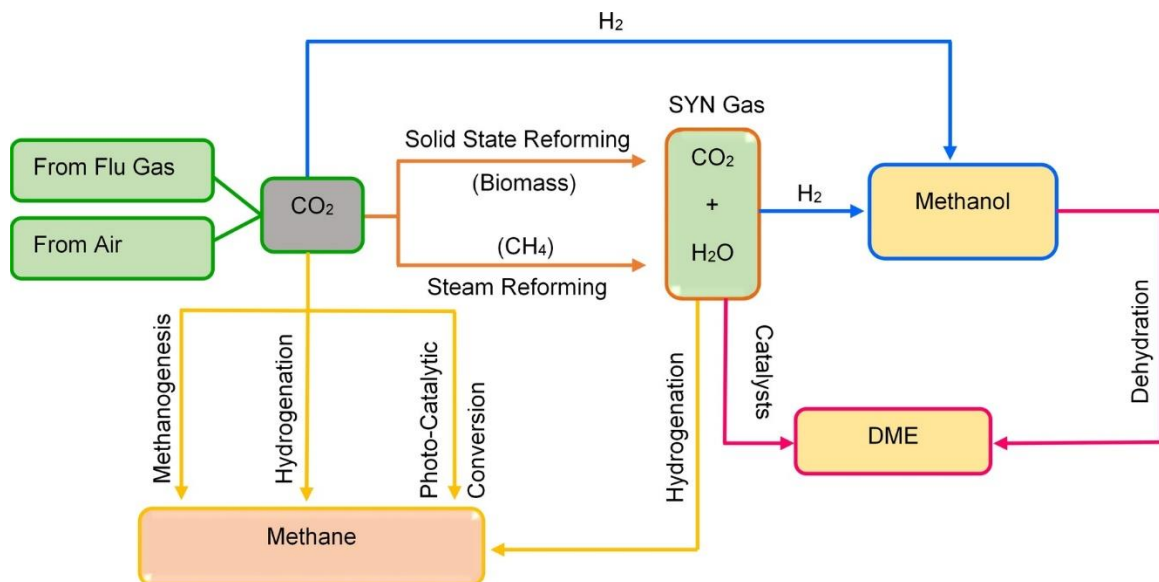 H₂
SYN Gas
From Flu Gas
From Air
CO₂
Solid State Reforming
(Biomass)
(CH₄)
Steam Reforming
CO₂
+
H₂O
H₂
Methanol
Methanogenesis
Hydrogenation
Photo-Catalytic
Conversion
Hydrogenation
Catalysts
Dehydration
DME
Methane